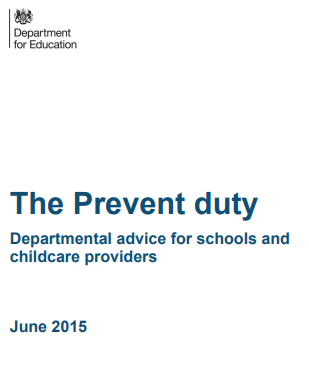 Department
for Education
The Prevent duty
Departmental advice for schools and
childcare providers
June 2015